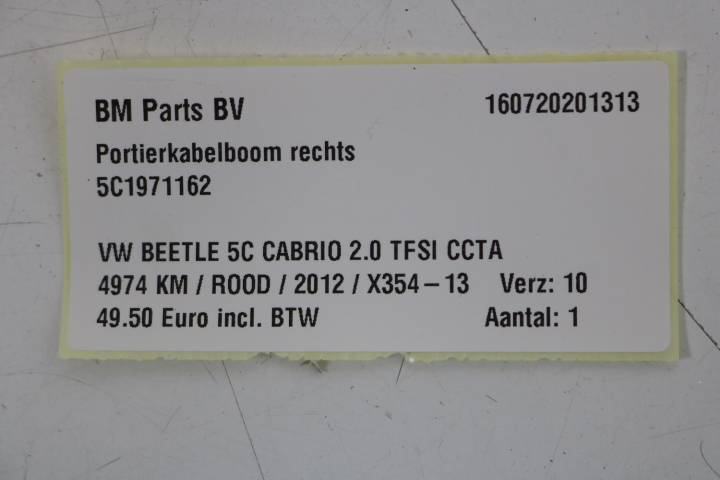 BM Parts BV 160720201313
Portierkabelboom rechts
5C1971162
VW BEETLE 5C CABRIO 2.0 TFSI CCTA
4974 KM / ROOD / 2012 / X354-13 Verz: 10
49.50 Euro incl. BTW Aantal: 1